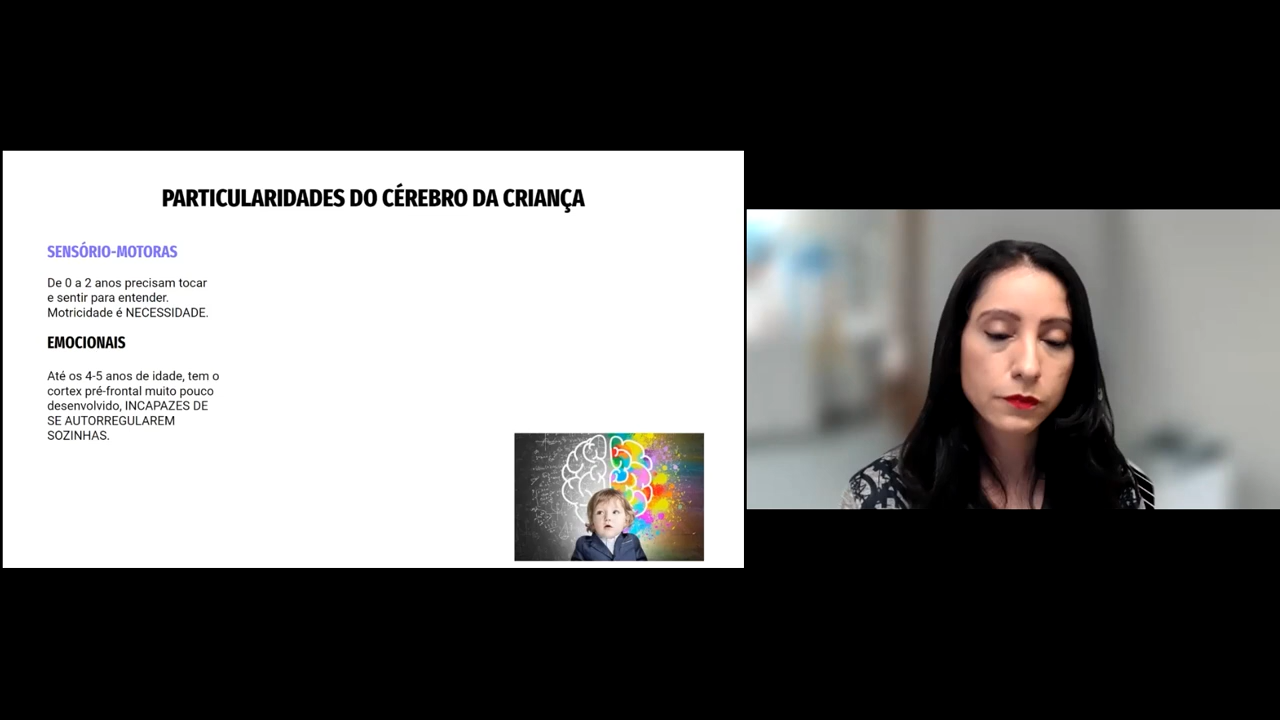 PARTICULARIDADES DO CÉREBRO DA CRIANÇA
SENSÓRIO-MOTORAS
De 0 a 2 anos precisam tocar
e sentir para entender.
Motricidade é NECESSIDADE.
EMOCIONAIS
Até os 4-5 anos de idade, tem o
cortex pré-frontal muito pouco
desenvolvido, INCAPAZES DE
SE AUTORREGULAREM
SOZINHAS.